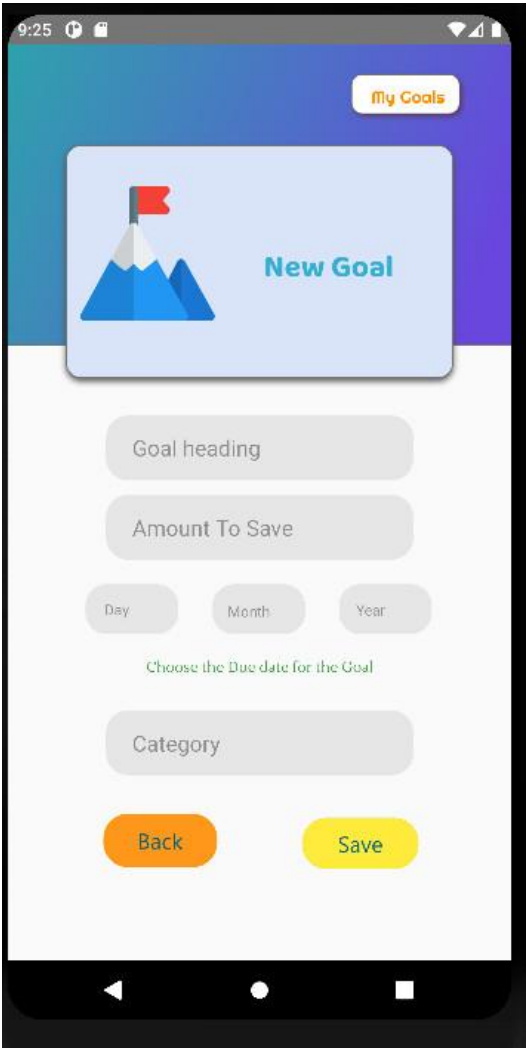 9:25
My Goals
New Goal
Goal heading
Amount To Save
Day Month Year
Choose the Due date for the Goal
Category
Back Save